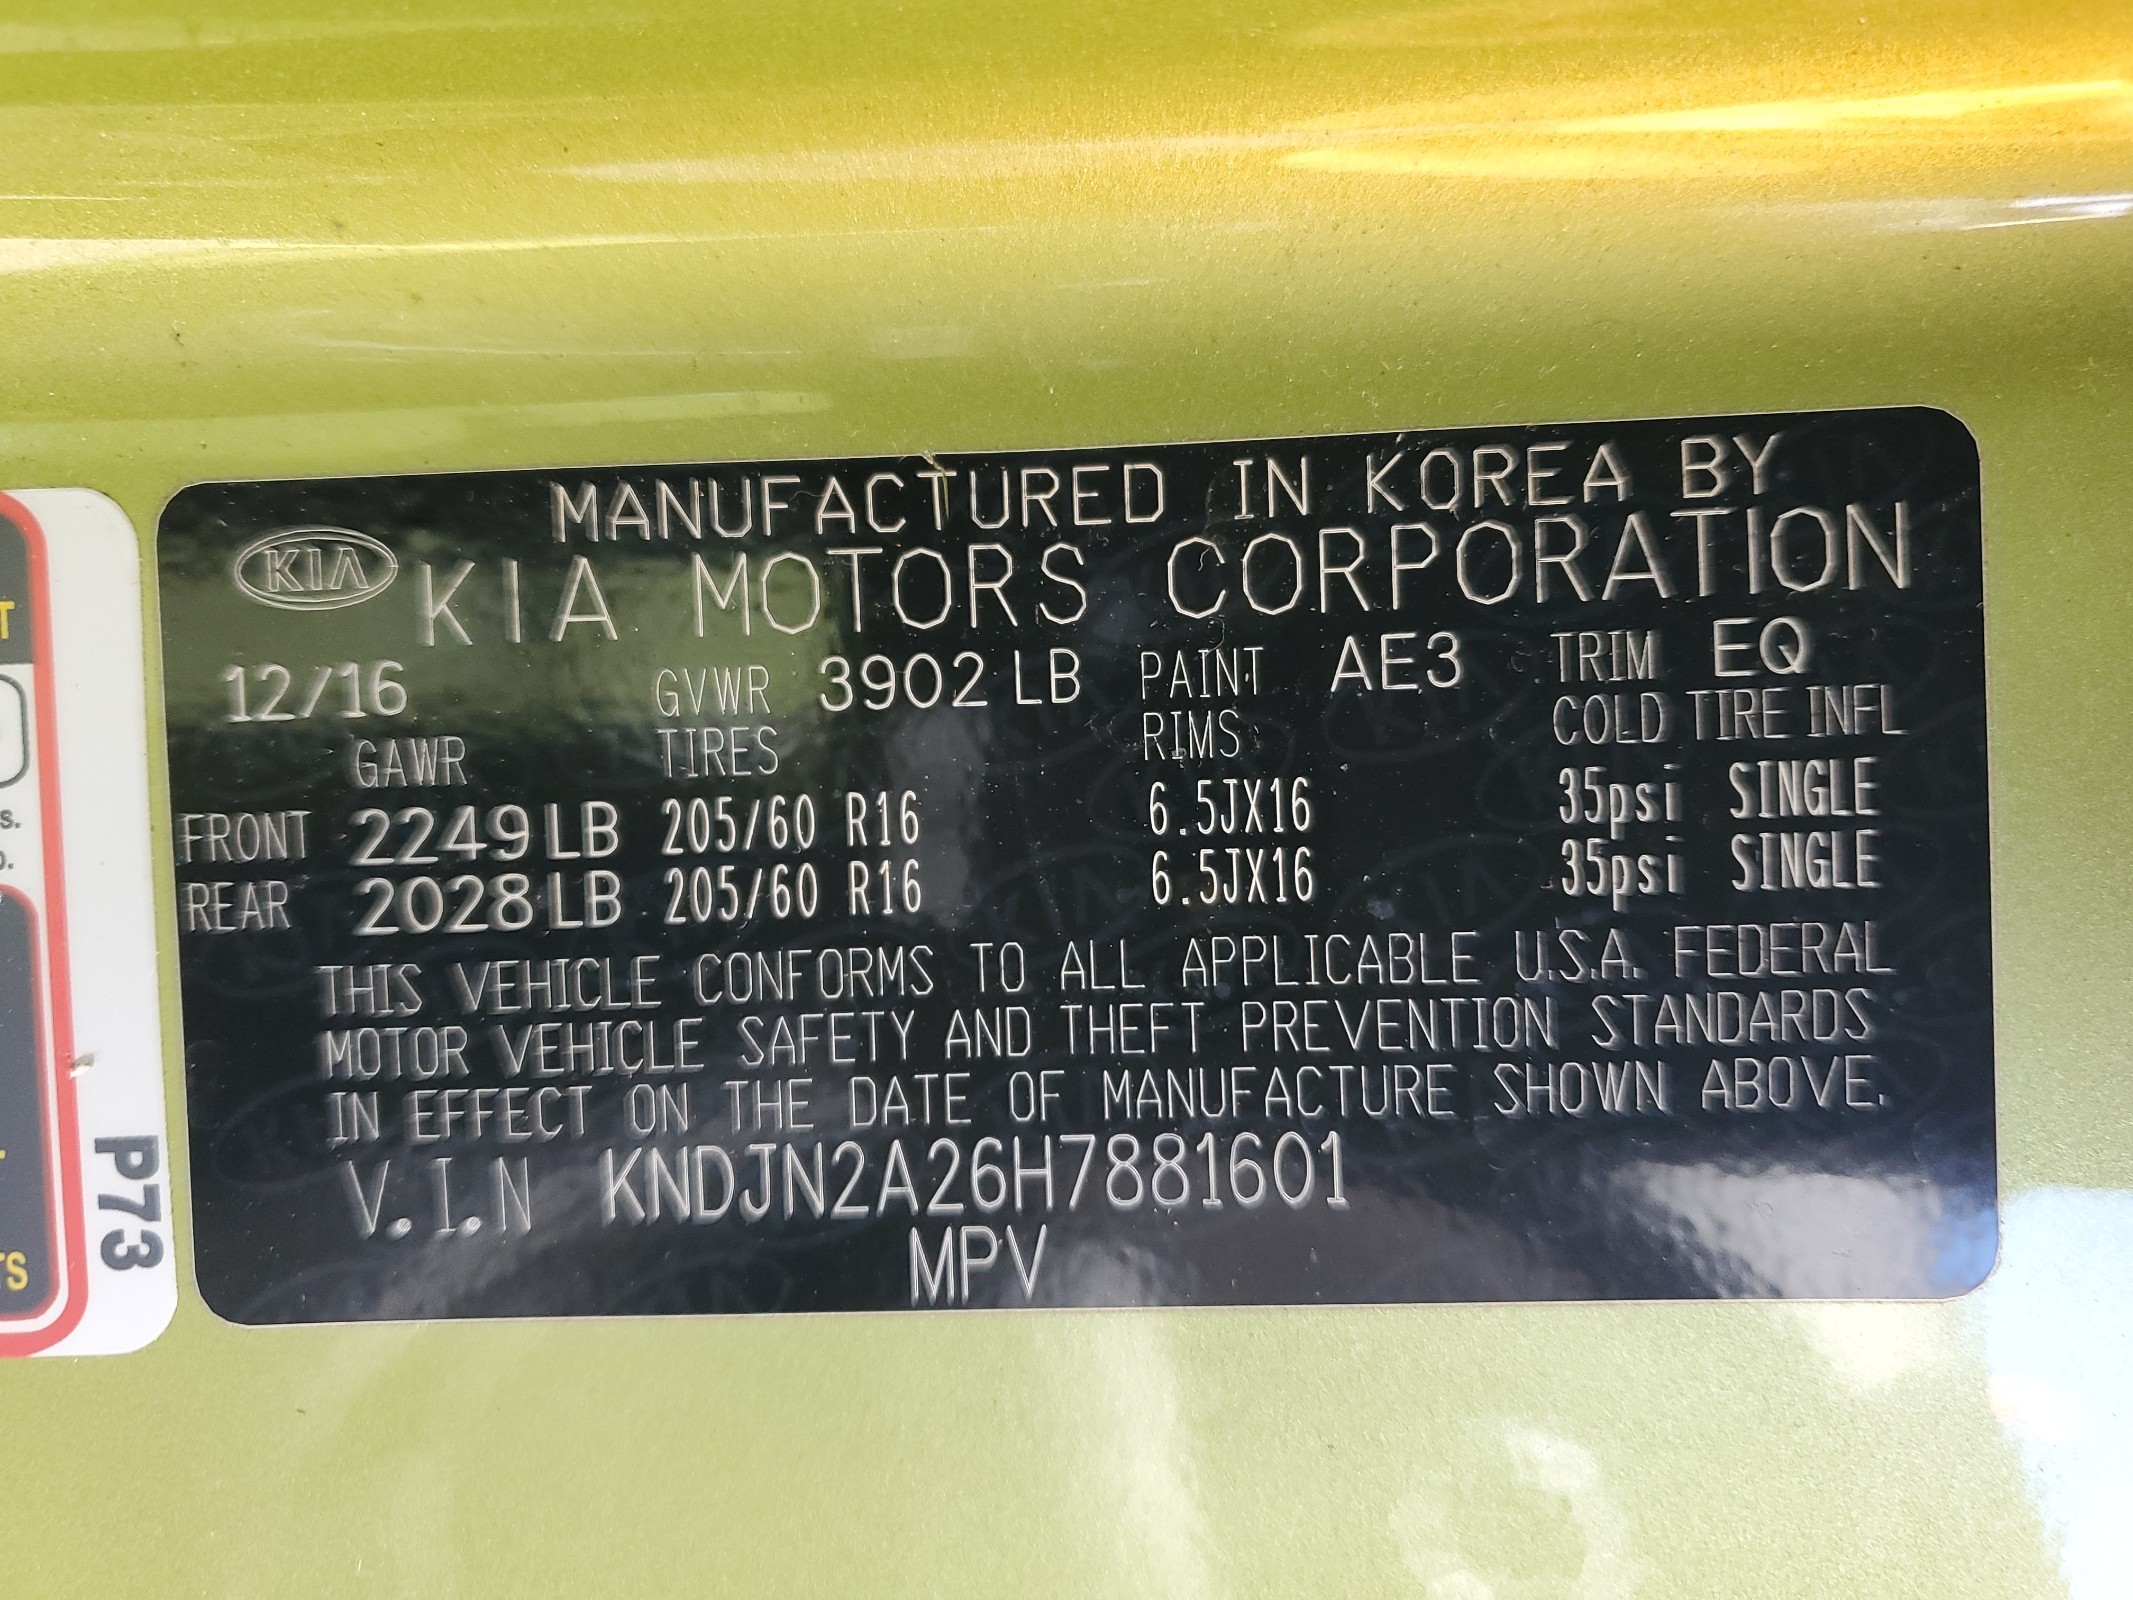 MANUFACTURED IN KOREA BY
KIA KIA MOTORS CORPORATION
12/16 GVWR 3902 LB PAINT AE3 TRIM EQ
GAWR TIRES RIMS COLD TIRE INFL
FRONT 2249 LB 205/60 R16 6.5JX16 35psi SINGLE
REAR 2028 LB 205/60 R16 6.5JX16 35psi SINGLE
THIS VEHICLE CONFORMS TO ALL APPLICABLE U.S.A. FEDERAL
MOTOR VEHICLE SAFETY AND THEFT PREVENTION STANDARDS
IN EFFECT ON THE DATE OF MANUFACTURE SHOWN ABOVE.
V.I.N KNDJN2A26H7881601
MPV
P73